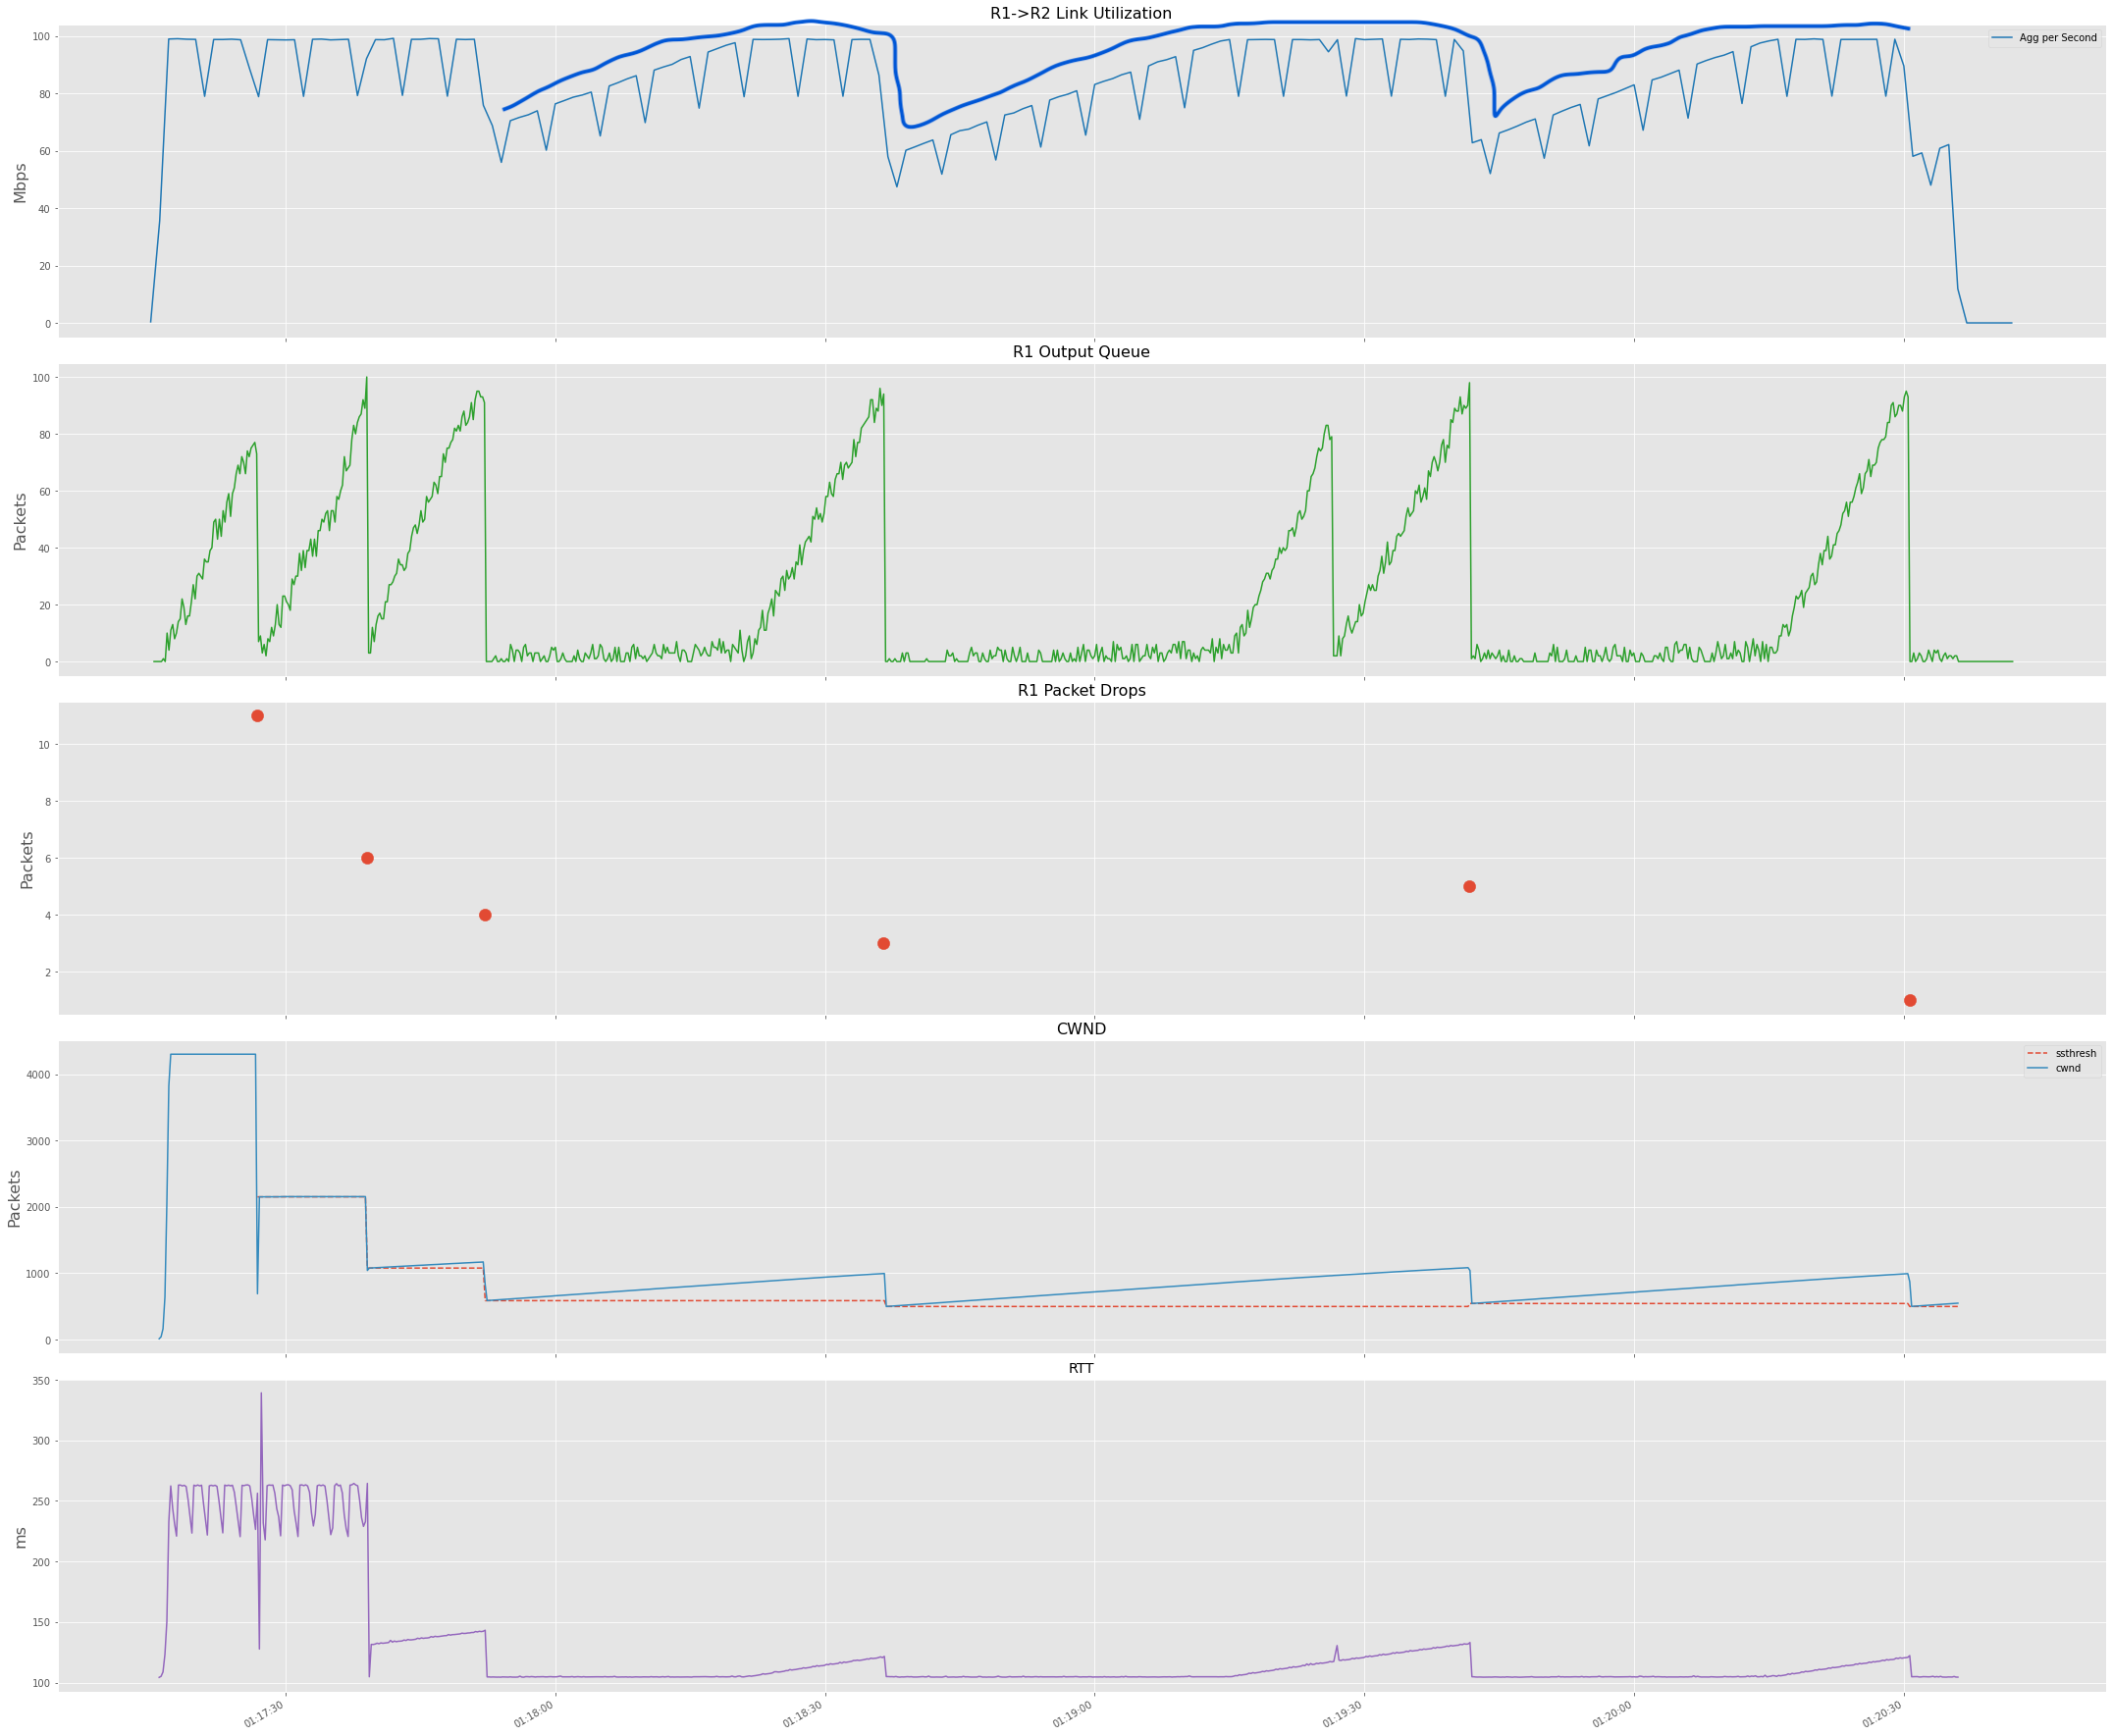 R1->R2 Link Utilization
Agg per Second
Mbps
100
80
60
40
20
0
R1 Output Queue
Packets
100
80
60
40
20
0
R1 Packet Drops
Packets
10
8
6
4
2
CWND
ssthresh
cwnd
Packets
4000
3000
2000
1000
0
RTT
ms
350
300
250
200
150
100
01:17:30
01:18:00
01:18:30
01:19:00
01:19:30
01:20:00
01:20:30